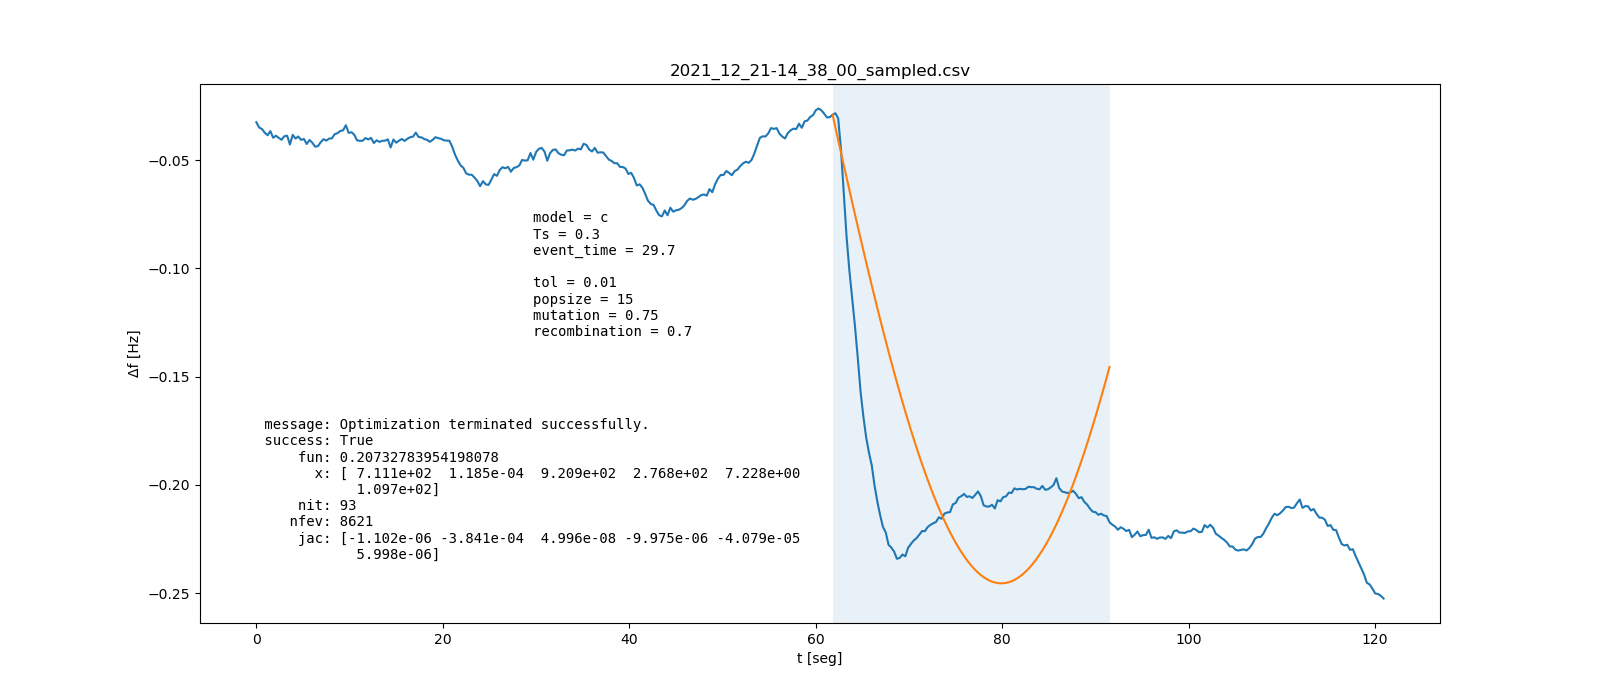 2021_12_21-14_38_00_sampled.csv
Δf [Hz]
−0.05
−0.10
−0.15
−0.20
−0.25
model = c
Ts = 0.3
event_time = 29.7
tol = 0.01
popsize = 15
mutation = 0.75
recombination = 0.7
message: Optimization terminated successfully.
success: True
fun: 0.20732783954198078
x: [ 7.111e+02 1.185e-04 9.209e+02 2.768e+02 7.228e+00
1.097e+02]
nit: 93
nfev: 8621
jac: [-1.102e-06 -3.841e-04 4.996e-08 -9.975e-06 -4.079e-05
5.998e-06]
0 20 40 60 80 100 120
t [seg]